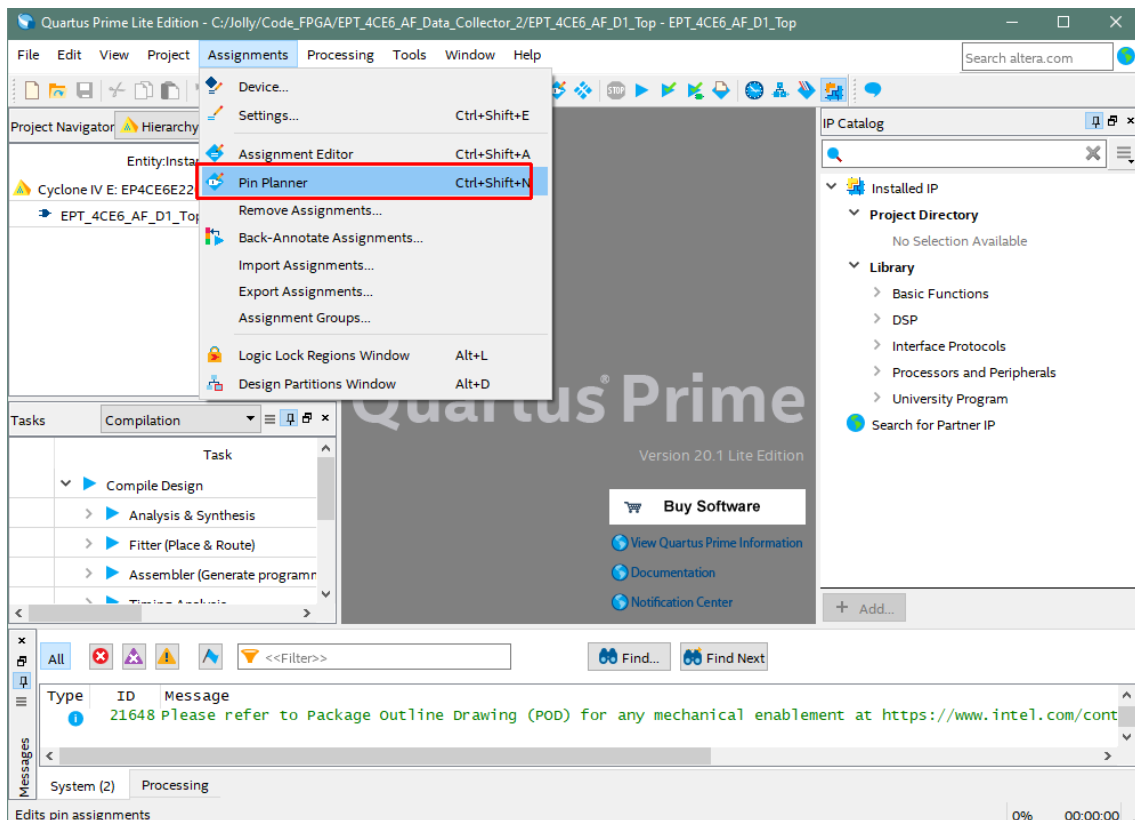 Quartus Prime Lite Edition - C:/Jolly/Code_FPGA/EPT_4CE6_AF_Data_Collector_2/EPT_4CE6_AF_D1_Top - EPT_4CE6_AF_D1_Top
File Edit View Project Assignments Processing Tools Window Help
Search altera.com
Device...
Settings... Ctrl+Shift+E
Assignment Editor Ctrl+Shift+A
Pin Planner Ctrl+Shift+N
Remove Assignments...
Back-Annotate Assignments...
Import Assignments...
Export Assignments...
Assignment Groups...
Logic Lock Regions Window Alt+L
Design Partitions Window Alt+D
STOP
Project Navigator Hierarchy
Entity:Instan
Cyclone IV E: EP4CE6E22
EPT_4CE6_AF_D1_Top
IP Catalog
Installed IP
Project Directory
No Selection Available
Library
Basic Functions
DSP
Interface Protocols
Processors and Peripherals
University Program
Search for Partner IP
+ Add...
Tasks Compilation
Task
Compile Design
Analysis & Synthesis
Fitter (Place & Route)
Assembler (Generate programm
Timing Analysis
Quartus® Prime
Version 20.1 Lite Edition
Buy Software
View Quartus Prime Information
Documentation
Notification Center
All <<Filter>> Find... Find Next
Type ID Message
21648 Please refer to Package Outline Drawing (POD) for any mechanical enablement at https://www.intel.com/cont
Messages
System (2) Processing
Edits pin assignments 0% 00:00:00